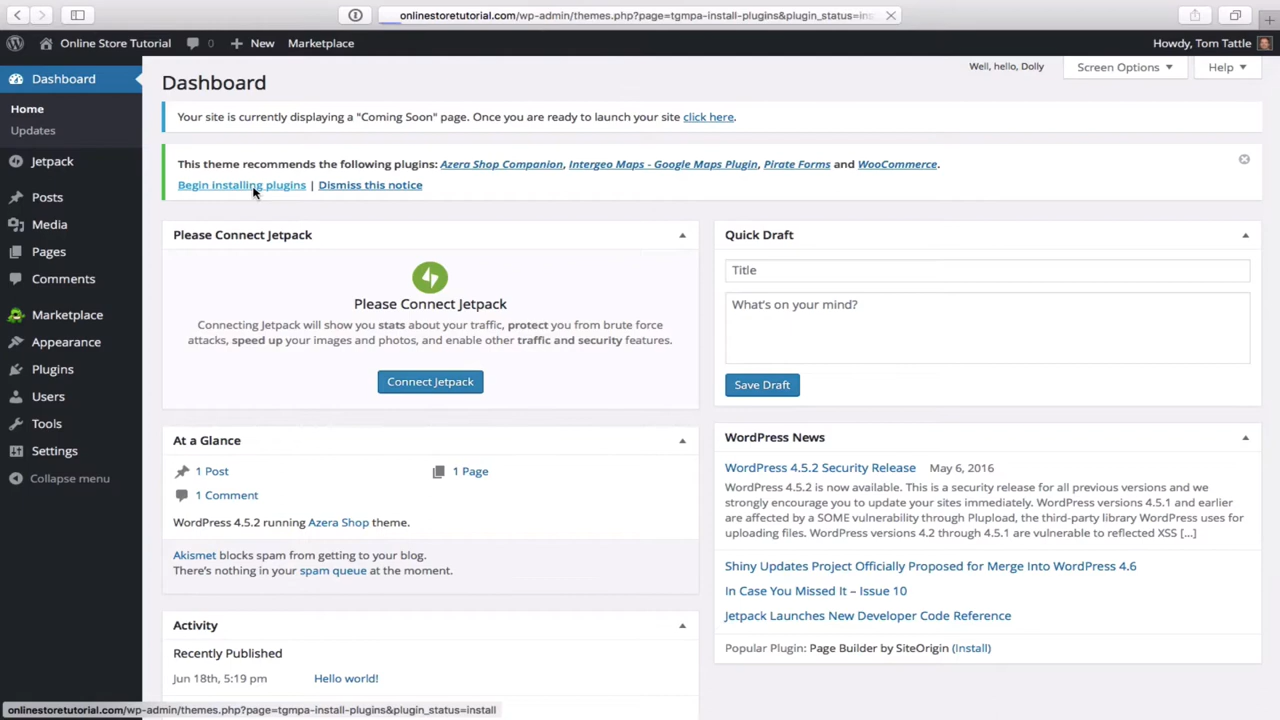 onlinestoretutorial.com/wp-admin/themes.php?page=tgmpa-install-plugins&plugin_status=ins
Online Store Tutorial 0 New Marketplace
Howdy, Tom Tattle
Dashboard
Home
Updates
Jetpack
Posts
Media
Pages
Comments
Marketplace
Appearance
Plugins
Users
Tools
Settings
Collapse menu
Well, hello, Dolly
Screen Options
Help
Dashboard
Your site is currently displaying a "Coming Soon" page. Once you are ready to launch your site click here.
This theme recommends the following plugins: Azera Shop Companion, Intergeo Maps - Google Maps Plugin, Pirate Forms and WooCommerce.
Begin installing plugins | Dismiss this notice
Please Connect Jetpack
Please Connect Jetpack
Connecting Jetpack will show you stats about your traffic, protect you from brute force
attacks, speed up your images and photos, and enable other traffic and security features.
Connect Jetpack
At a Glance
1 Post
1 Page
1 Comment
WordPress 4.5.2 running Azera Shop theme.
Akismet blocks spam from getting to your blog.
There's nothing in your spam queue at the moment.
Activity
Recently Published
Jun 18th, 5:19 pm Hello world!
Quick Draft
Title
What's on your mind?
Save Draft
WordPress News
WordPress 4.5.2 Security Release May 6, 2016
WordPress 4.5.2 is now available. This is a security release for all previous versions and we
strongly encourage you to update your sites immediately. WordPress versions 4.5.1 and earlier
are affected by a SOME vulnerability through Plupload, the third-party library WordPress uses for
uploading files. WordPress versions 4.2 through 4.5.1 are vulnerable to reflected XSS [...]
Shiny Updates Project Officially Proposed for Merge Into WordPress 4.6
In Case You Missed It – Issue 10
Jetpack Launches New Developer Code Reference
Popular Plugin: Page Builder by SiteOrigin (Install)
onlinestoretutorial.com/wp-admin/themes.php?page=tgmpa-install-plugins&plugin_status=install